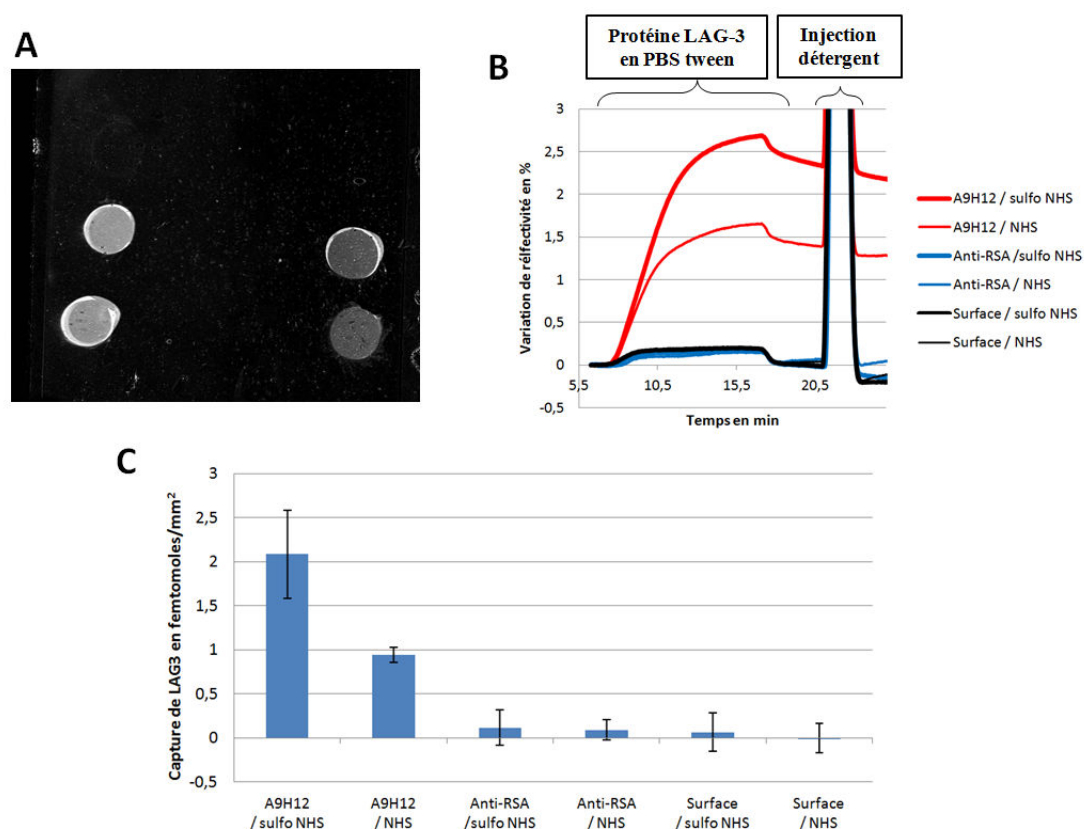 A
B
Protéine LAG-3
en PBS tween
Injection
détergent
Variation de rélfectivité en %
3
2,5
2
1,5
1
0,5
0
-0,5
5,5
10,5
15,5
20,5
Temps en min
A9H12 / sulfo NHS
A9H12 / NHS
Anti-RSA /sulfo NHS
Anti-RSA / NHS
Surface / sulfo NHS
Surface / NHS
C
Capture de LAG3 en femtomoles/mm²
3
2,5
2
1,5
1
0,5
0
-0,5
A9H12
/ sulfo NHS
A9H12
/ NHS
Anti-RSA
/sulfo NHS
Anti-RSA
/ NHS
Surface
/ sulfo NHS
Surface
/ NHS